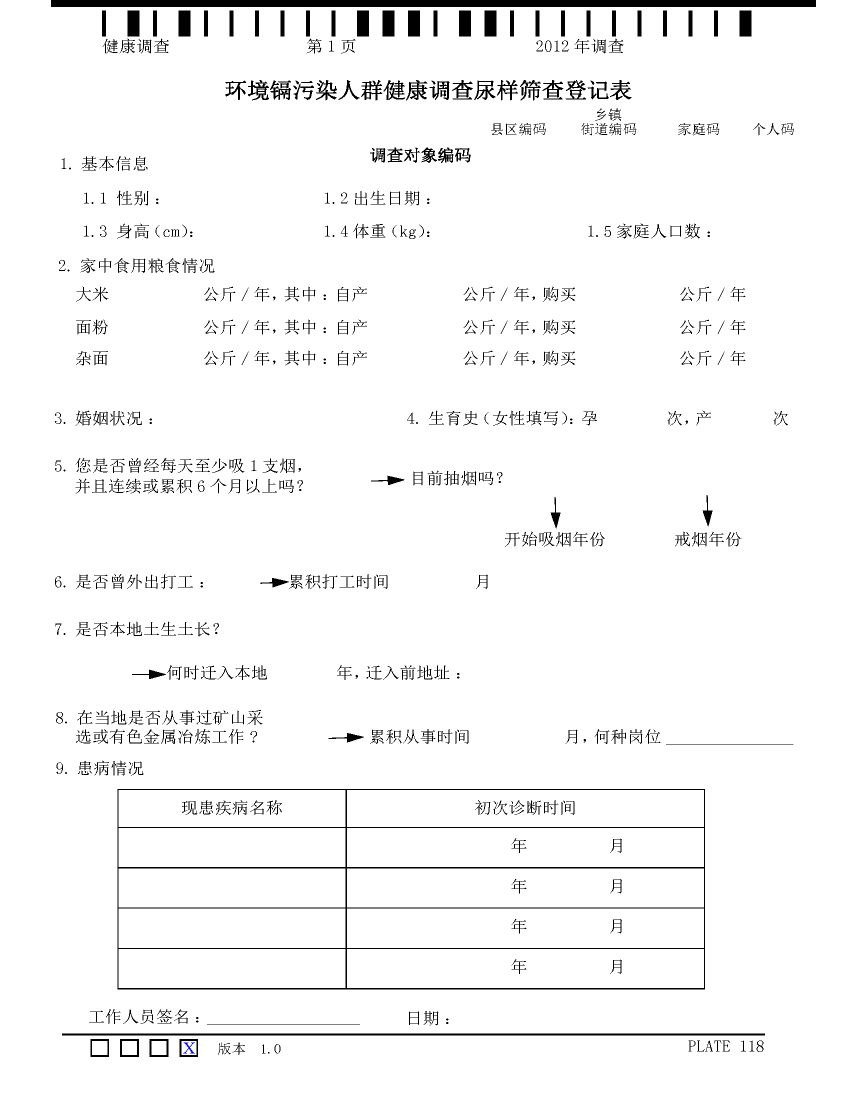 健康调查 第 1 页 2012 年调查
环境镉污染人群健康调查尿样筛查登记表
乡镇
县区编码 街道编码 家庭码 个人码
调查对象编码
1. 基本信息
1.1 性别： 1.2 出生日期：
1.3 身高（cm）： 1.4 体重（kg）： 1.5 家庭人口数：
2. 家中食用粮食情况
大米 公斤 / 年，其中：自产 公斤 / 年，购买 公斤 / 年
面粉 公斤 / 年，其中：自产 公斤 / 年，购买 公斤 / 年
杂面 公斤 / 年，其中：自产 公斤 / 年，购买 公斤 / 年
3. 婚姻状况： 4. 生育史（女性填写）：孕 次，产 次
5. 您是否曾经每天至少吸 1 支烟，
并且连续或累积 6 个月以上吗？ 目前抽烟吗？
开始吸烟年份 戒烟年份
6. 是否曾外出打工： 累积打工时间 月
7. 是否本地土生土长？
何时迁入本地 年，迁入前地址：
8. 在当地是否从事过矿山采
选或有色金属冶炼工作？ 累积从事时间 月，何种岗位 ________________
9. 患病情况
现患疾病名称 初次诊断时间
年 月
年 月
年 月
年 月
工作人员签名：___________________ 日期：
X 版本 1.0 PLATE 118